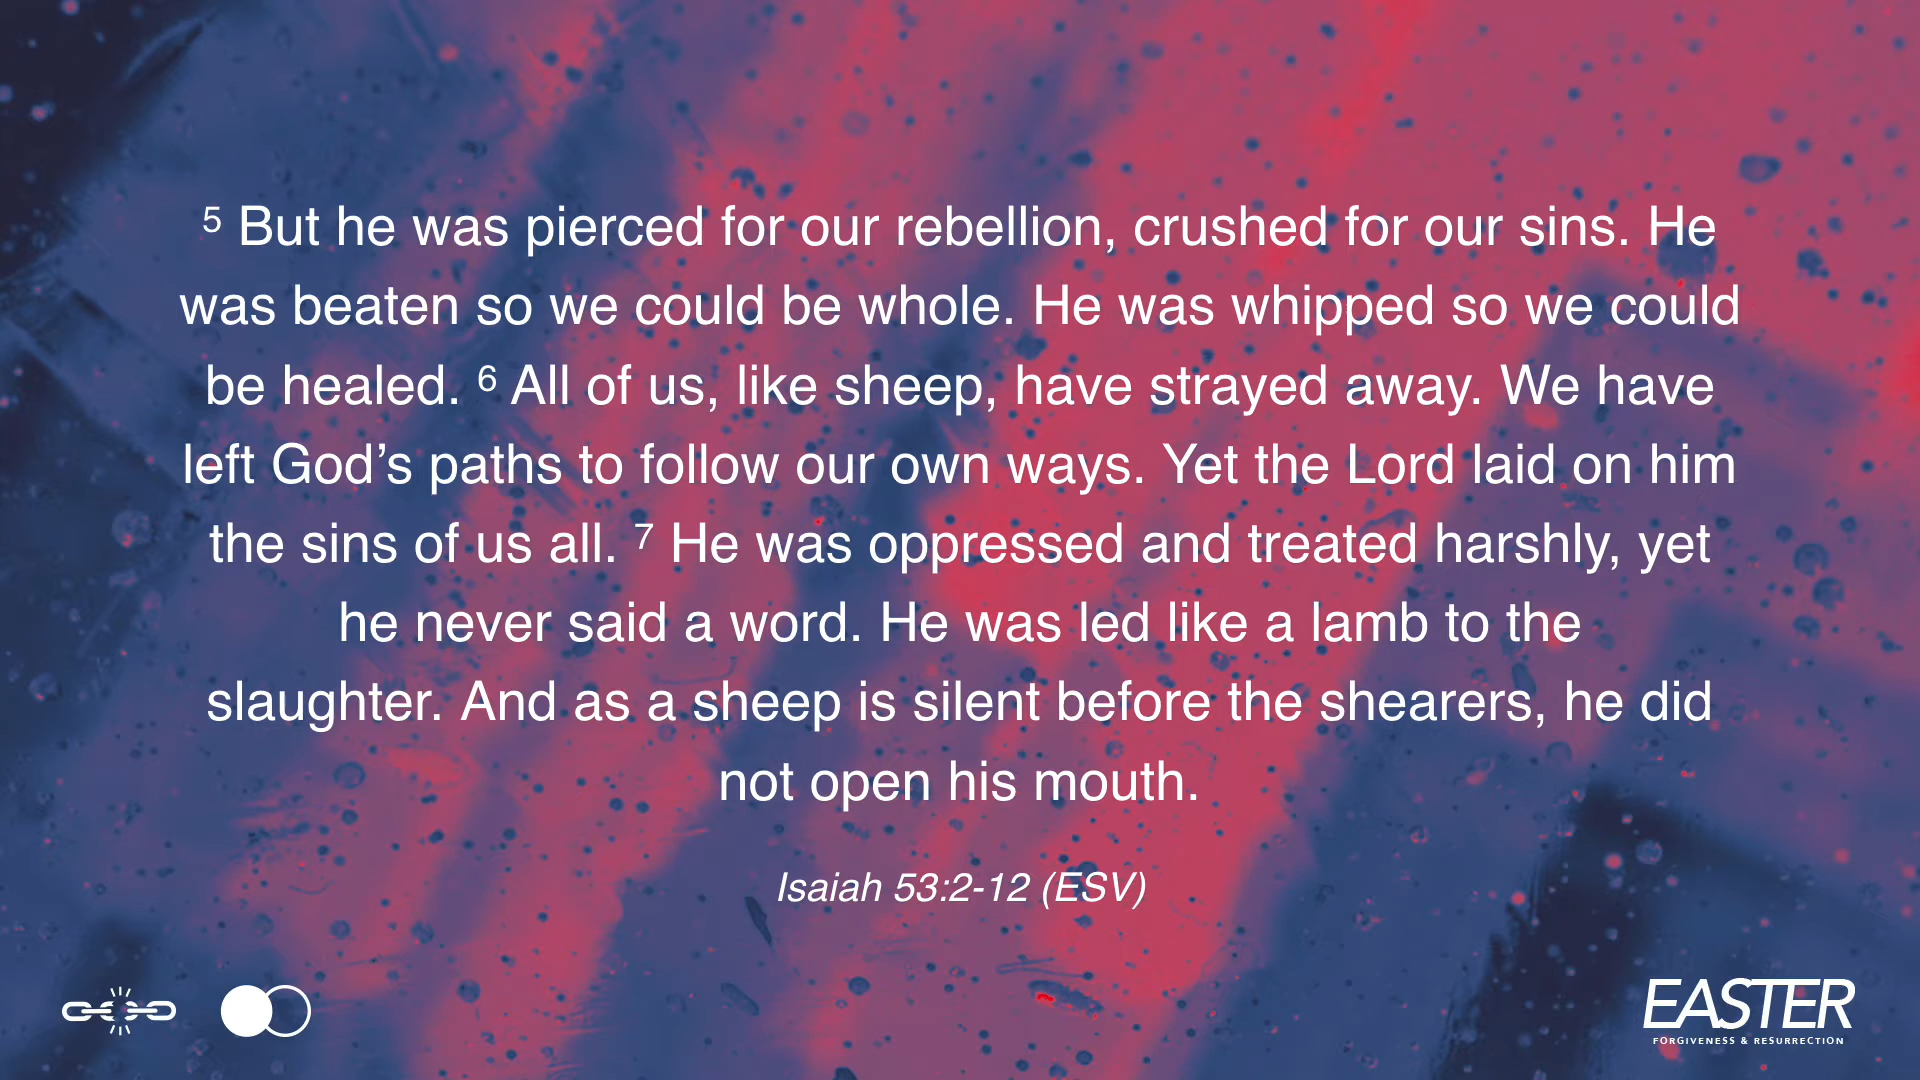 5 But he was pierced for our rebellion, crushed for our sins. He
was beaten so we could be whole. He was whipped so we could
be healed. 6 All of us, like sheep, have strayed away. We have
left God’s paths to follow our own ways. Yet the Lord laid on him
the sins of us all. 7 He was oppressed and treated harshly, yet
he never said a word. He was led like a lamb to the
slaughter. And as a sheep is silent before the shearers, he did
not open his mouth.
Isaiah 53:2-12 (ESV)
EASTER
FORGIVENESS & RESURRECTION